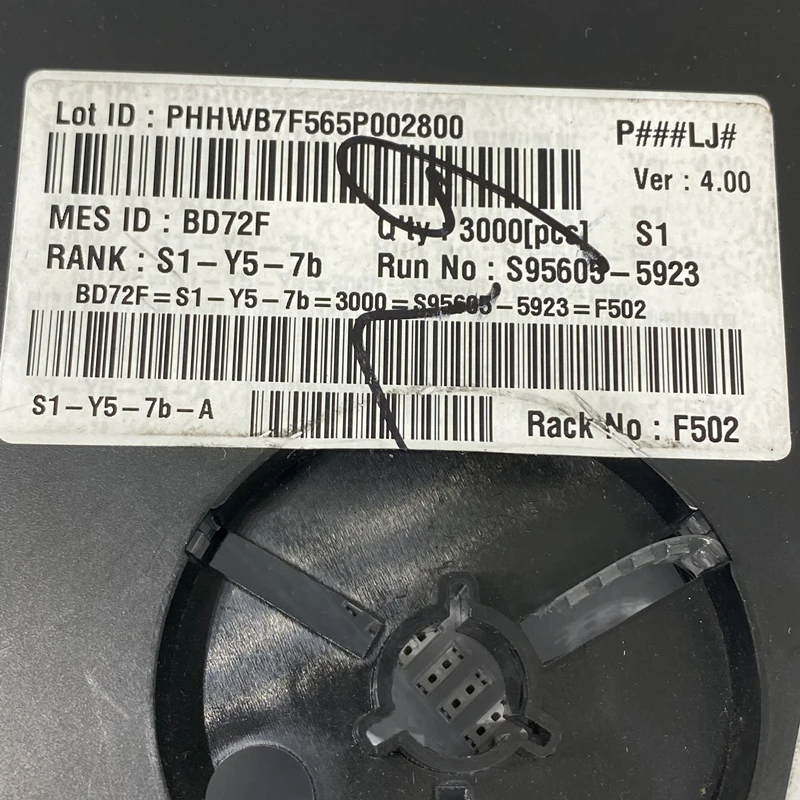 Lot ID : PHHWB7F565P002800
P###LJ#
Ver : 4.00
MES ID : BD72F
Q'ty : 3000[pcs]
S1
RANK : S1-Y5-7b
Run No : S95605-5923
BD72F=S1-Y5-7b=3000=S95605-5923=F502
S1-Y5-7b-A
Rack No : F502